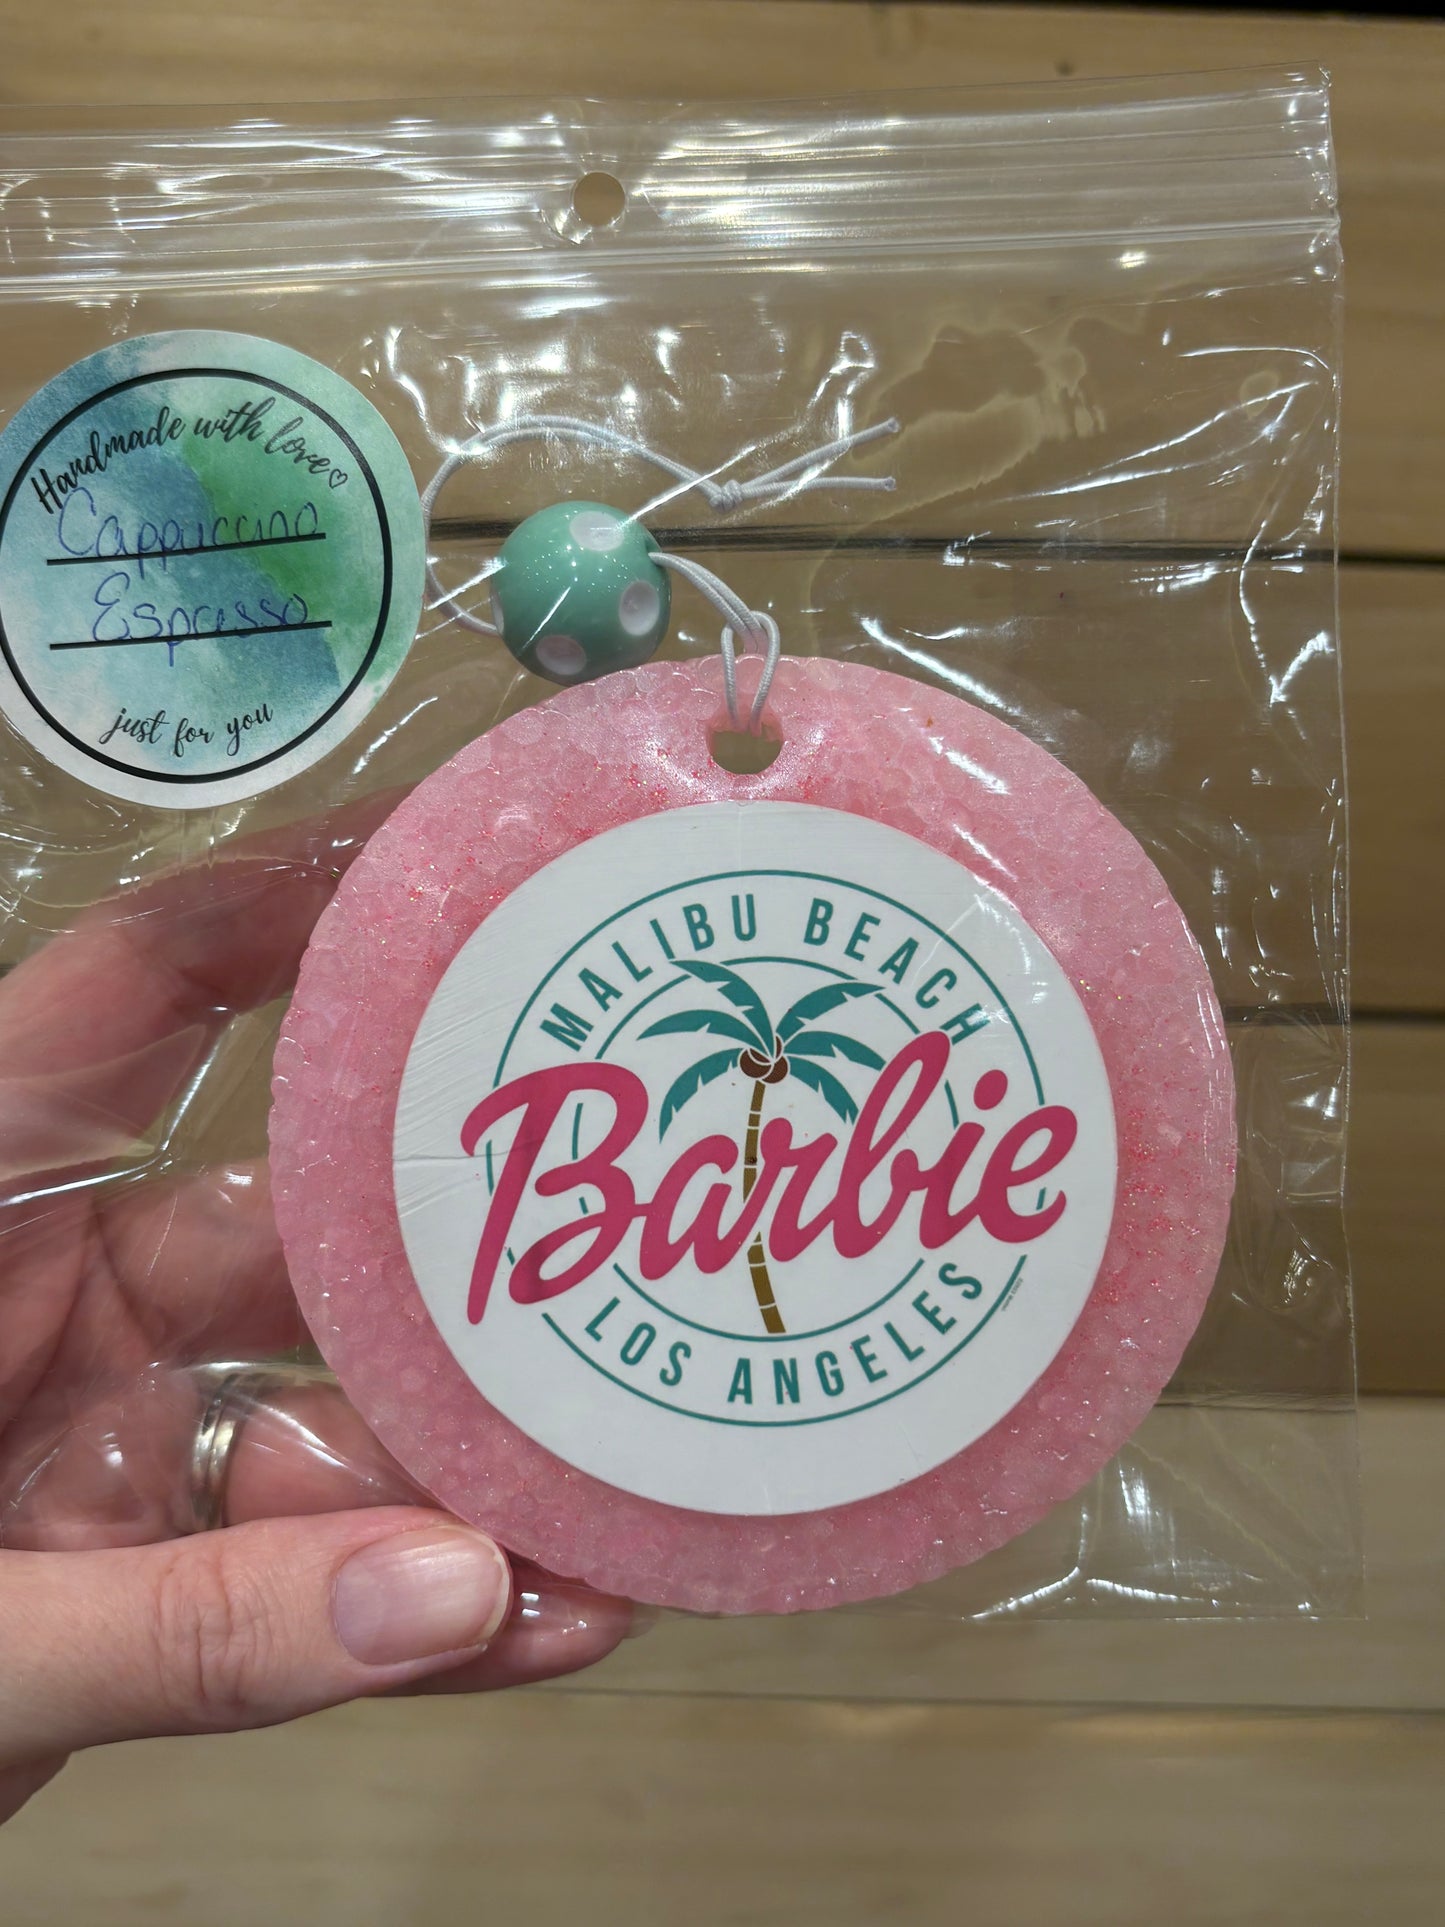 Handmade with love♡
Cappuccino
Espresso
just for you
MALIBU BEACH
Barbie
LOS ANGELES